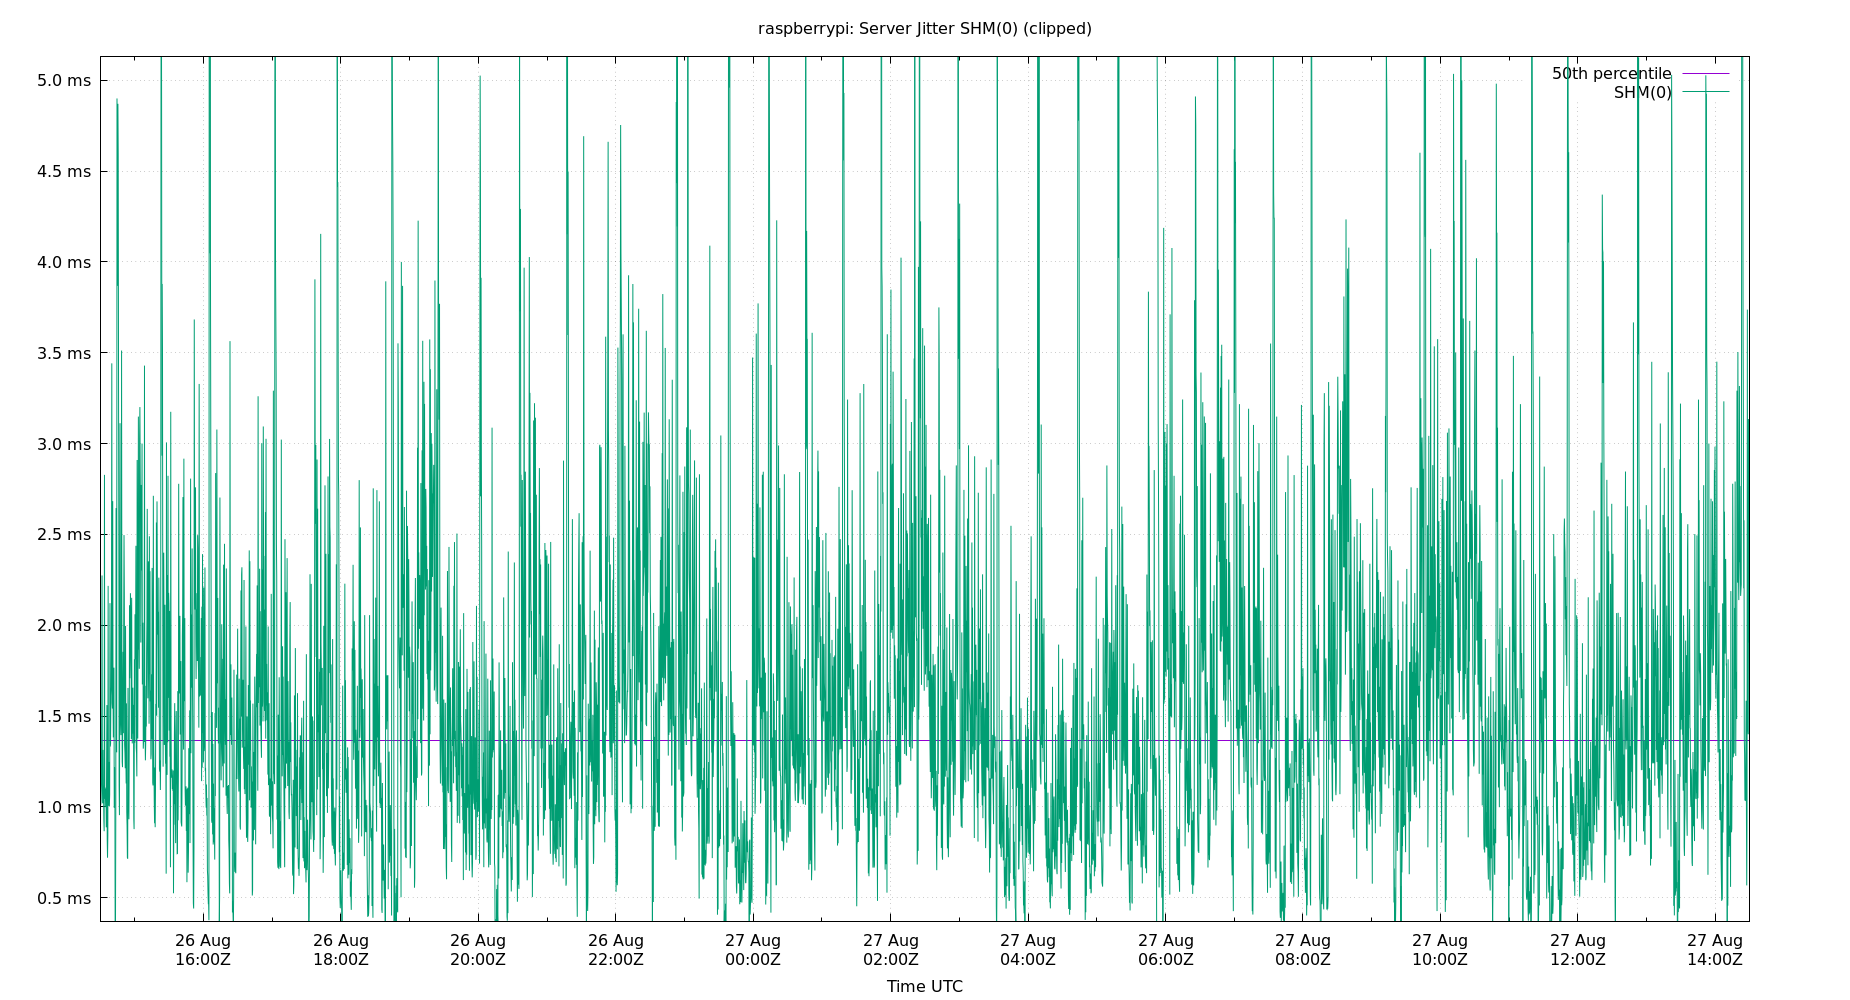 raspberrypi: Server Jitter SHM(0) (clipped)
50th percentile
SHM(0)
5.0 ms
4.5 ms
4.0 ms
3.5 ms
3.0 ms
2.5 ms
2.0 ms
1.5 ms
1.0 ms
0.5 ms
26 Aug 26 Aug 26 Aug 26 Aug 27 Aug 27 Aug 27 Aug 27 Aug 27 Aug 27 Aug 27 Aug 27 Aug
16:00Z 18:00Z 20:00Z 22:00Z 00:00Z 02:00Z 04:00Z 06:00Z 08:00Z 10:00Z 12:00Z 14:00Z
Time UTC